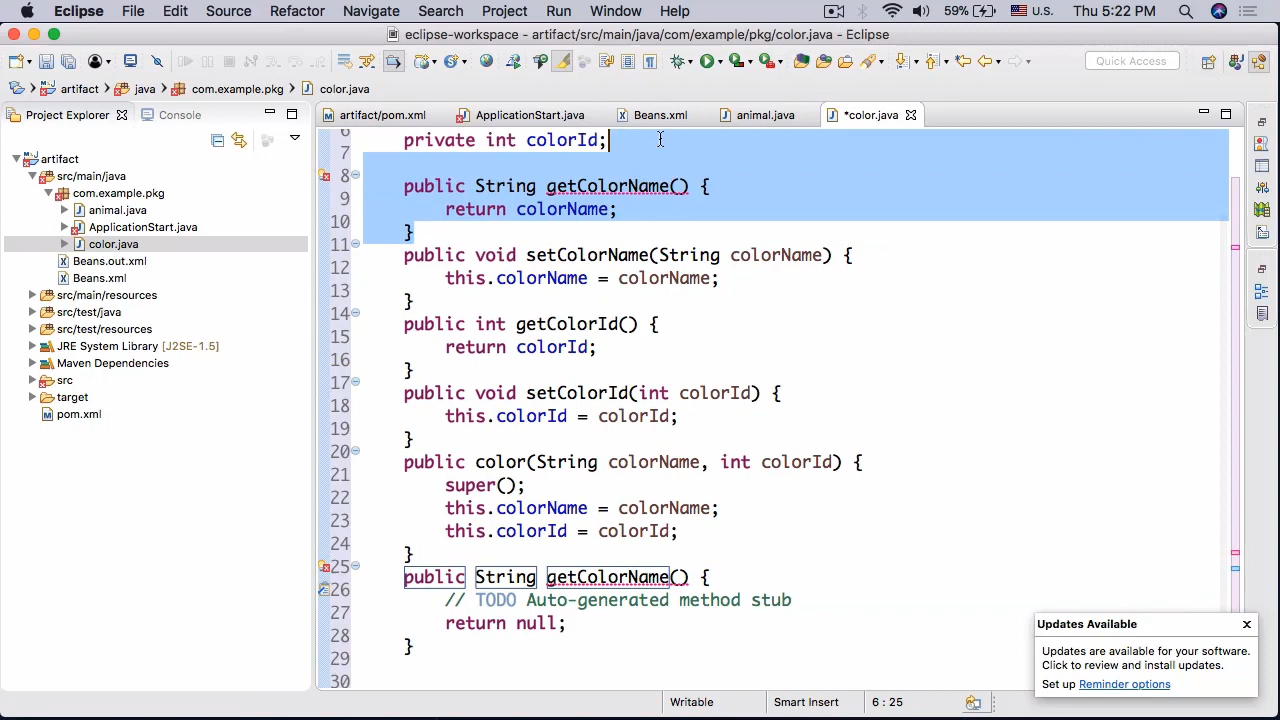 Eclipse File Edit Source Refactor Navigate Search Project Run Window Help 59% U.S. Thu 5:22 PM
eclipse-workspace - artifact/src/main/java/com/example/pkg/color.java - Eclipse
Quick Access
artifact java com.example.pkg color.java
Project Explorer Console
artifact/pom.xml ApplicationStart.java Beans.xml animal.java *color.java
artifact
src/main/java
com.example.pkg
animal.java
ApplicationStart.java
color.java
Beans.out.xml
Beans.xml
src/main/resources
src/test/java
src/test/resources
JRE System Library [J2SE-1.5]
Maven Dependencies
src
target
pom.xml
6 private int colorId;
7
8 public String getColorName() {
9 return colorName;
10 }
11 public void setColorName(String colorName) {
12 this.colorName = colorName;
13 }
14 public int getColorId() {
15 return colorId;
16 }
17 public void setColorId(int colorId) {
18 this.colorId = colorId;
19 }
20 public color(String colorName, int colorId) {
21 super();
22 this.colorName = colorName;
23 this.colorId = colorId;
24 }
25 public String getColorName() {
26 // TODO Auto-generated method stub
27 return null;
28 }
29
30
Updates Available
Updates are available for your software.
Click to review and install updates.
Set up Reminder options
Writable Smart Insert 6 : 25